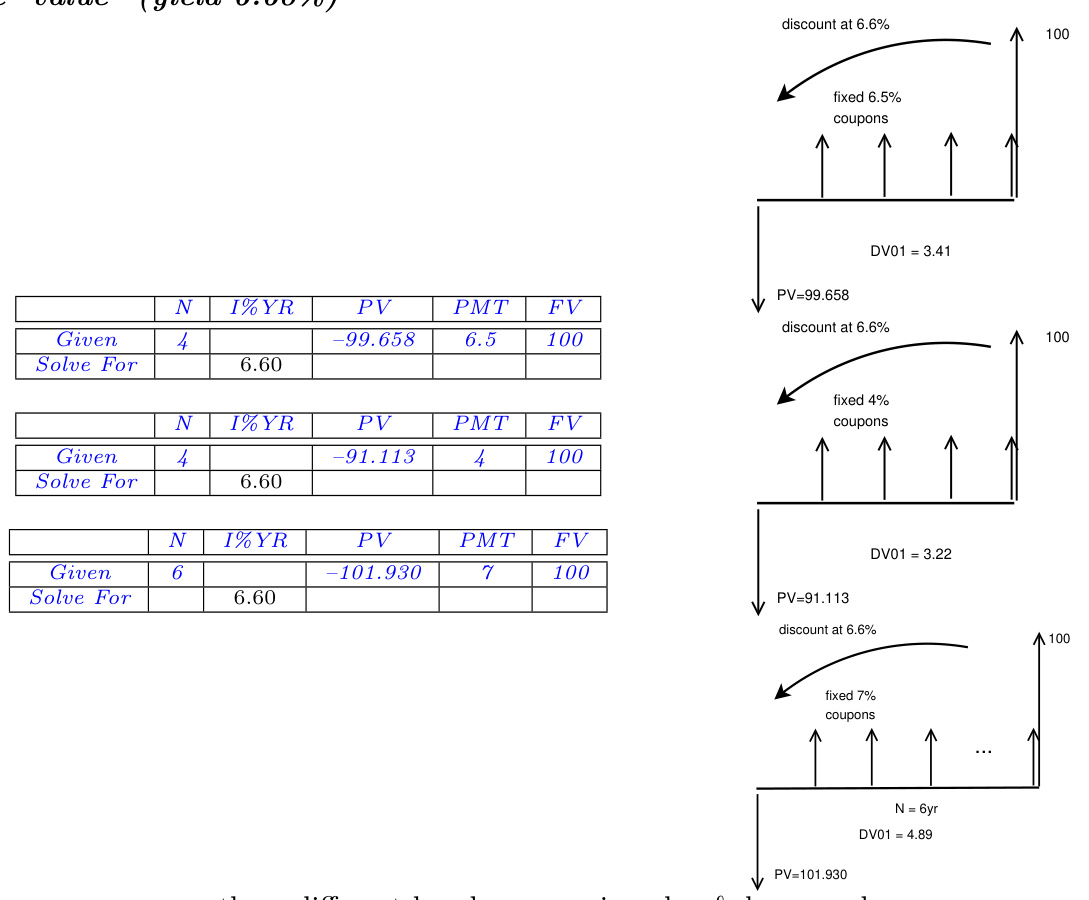 value (yield 6.60%)
N I%YR PV PMT FV
Given 4 –99.658 6.5 100
Solve For 6.60
N I%YR PV PMT FV
Given 4 –91.113 4 100
Solve For 6.60
N I%YR PV PMT FV
Given 6 –101.930 7 100
Solve For 6.60
discount at 6.6%
100
fixed 6.5%
coupons
DV01 = 3.41
PV=99.658
discount at 6.6%
100
fixed 4%
coupons
DV01 = 3.22
PV=91.113
discount at 6.6%
100
fixed 7%
coupons
...
N = 6yr
DV01 = 4.89
PV=101.930